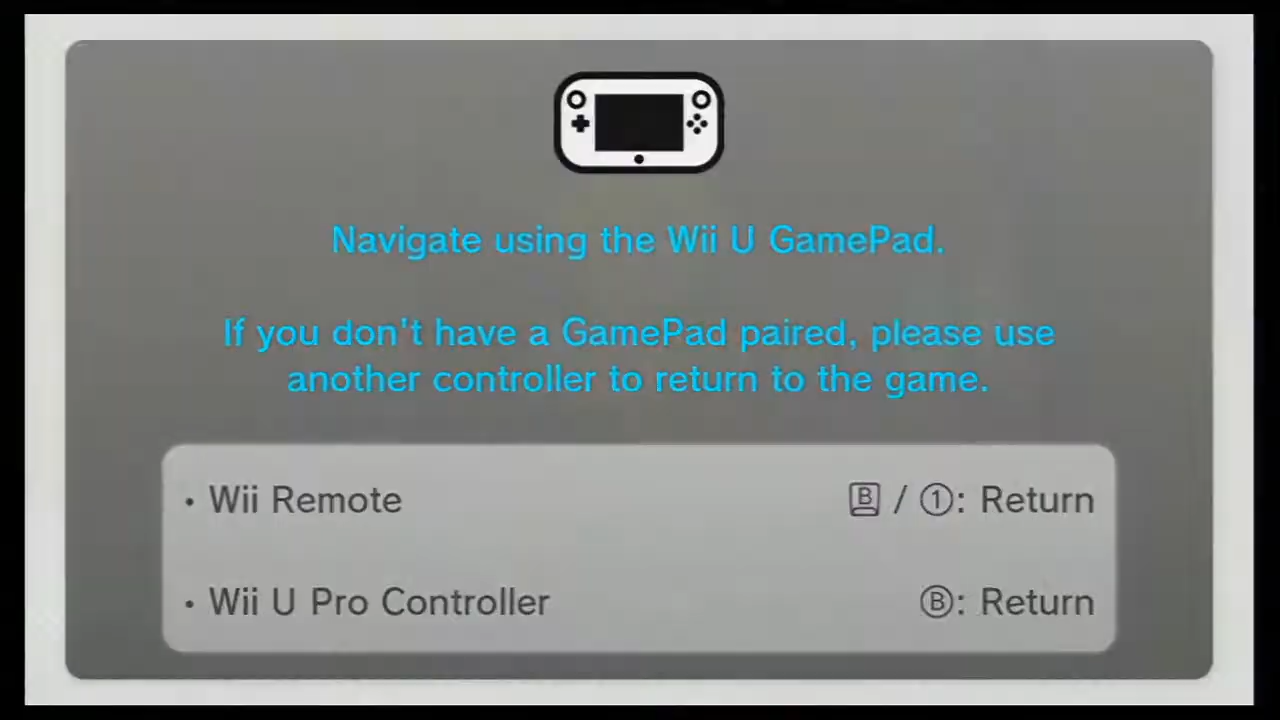 Navigate using the Wii U GamePad.
If you don't have a GamePad paired, please use
another controller to return to the game.
• Wii Remote B / ①: Return
• Wii U Pro Controller Ⓑ: Return